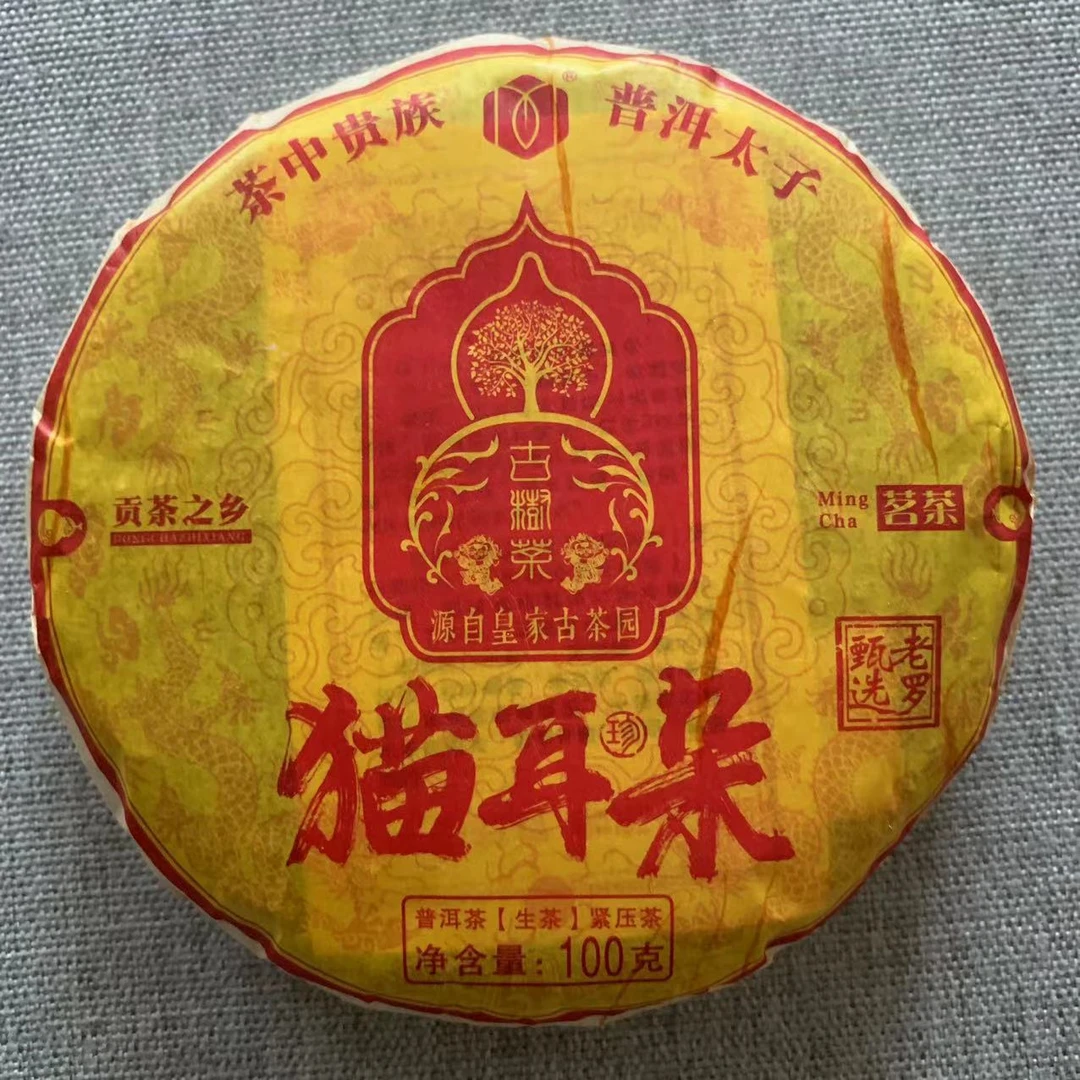 茶中贵族
®
普洱太子
古樹茶
源自皇家古茶园
贡茶之乡
GONGCHAZHIXIANG
Ming
Cha
茗茶
老罗
甄选
猫耳朵
珍
普洱茶【生茶】紧压茶
净含量：100克